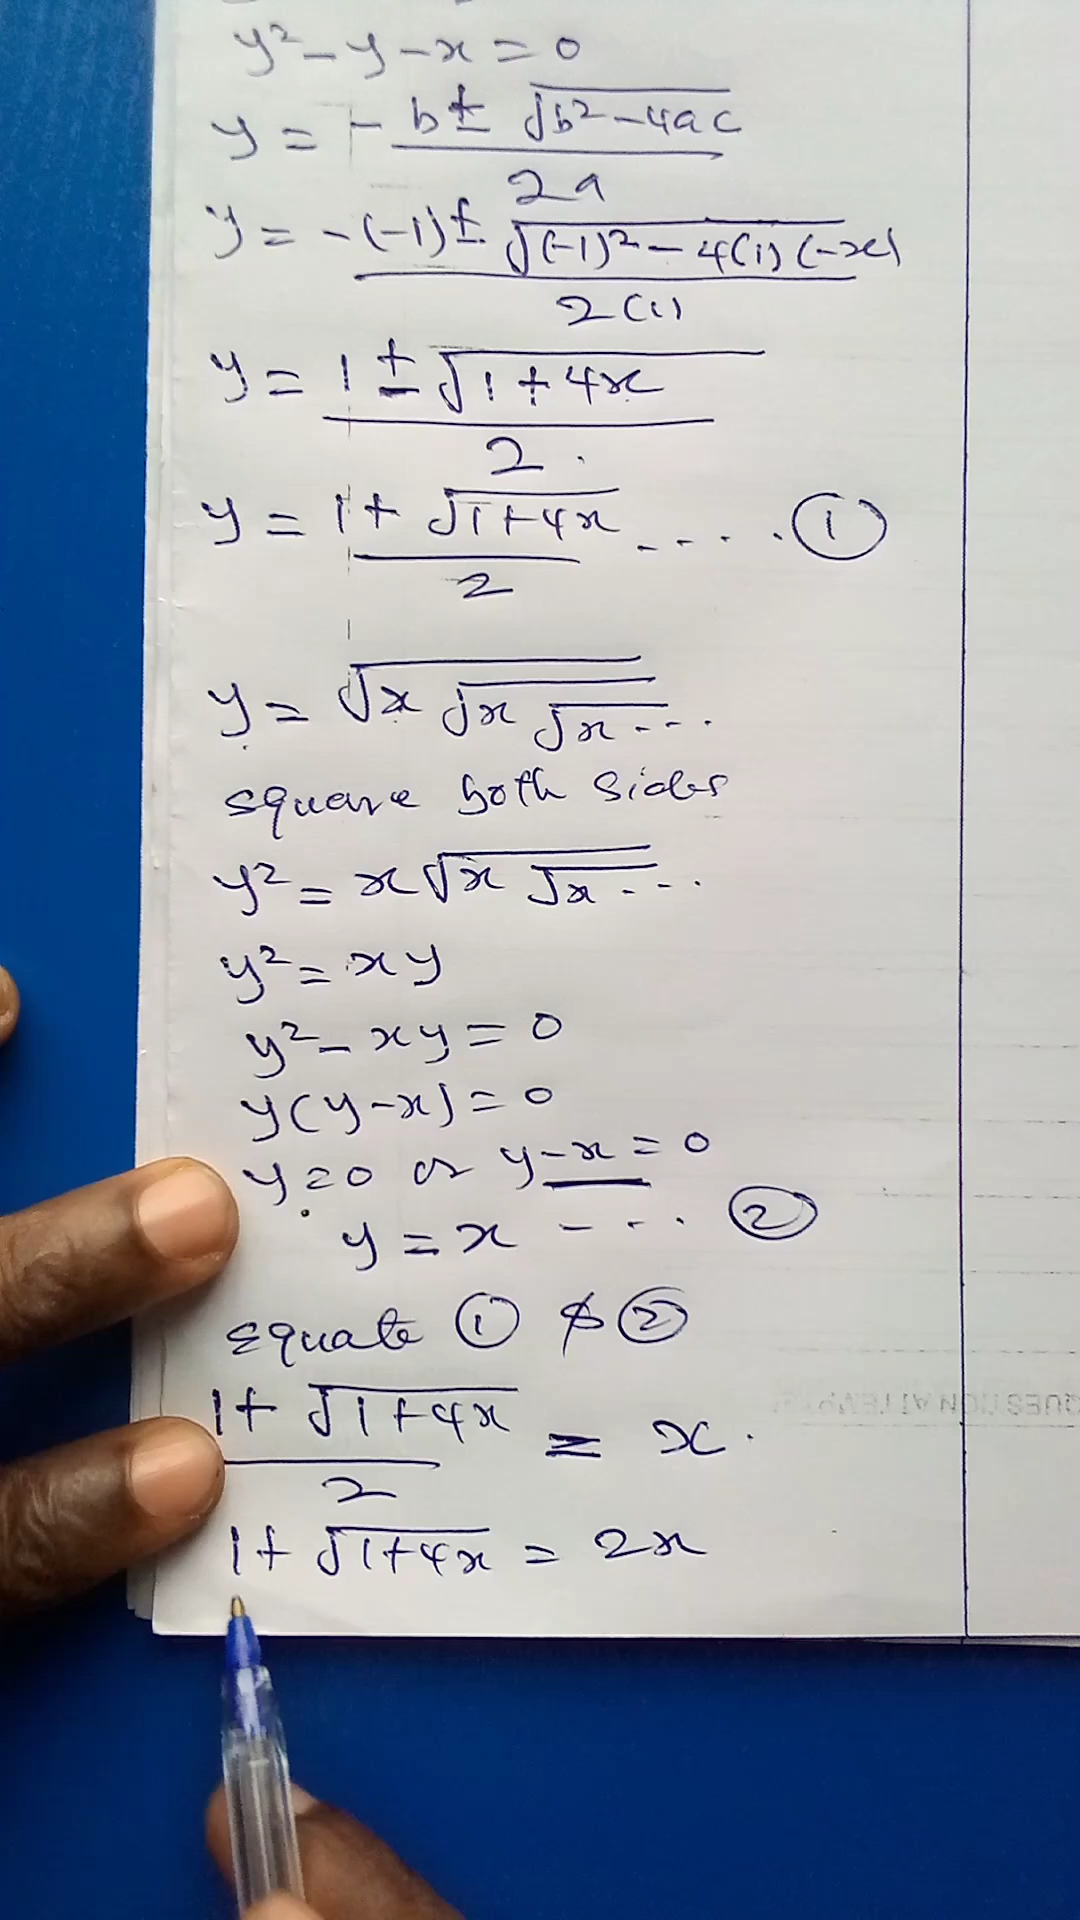 y² - y - x = 0
y = -b ± √(b² - 4ac) / 2a
y = -(-1) ± √((-1)² - 4(1)(-x)) / 2(1)
y = 1 ± √(1 + 4x) / 2
y = 1 + √(1 + 4x) / 2 .... ①
y = √(x√(x√(x...
square both sides
y² = x√(x√(x...
y² = xy
y² - xy = 0
y(y - x) = 0
y = 0 or y - x = 0
y = x - - .. ②
Equate ① & ②
1 + √(1 + 4x) / 2 = x.
1 + √(1 + 4x) = 2x